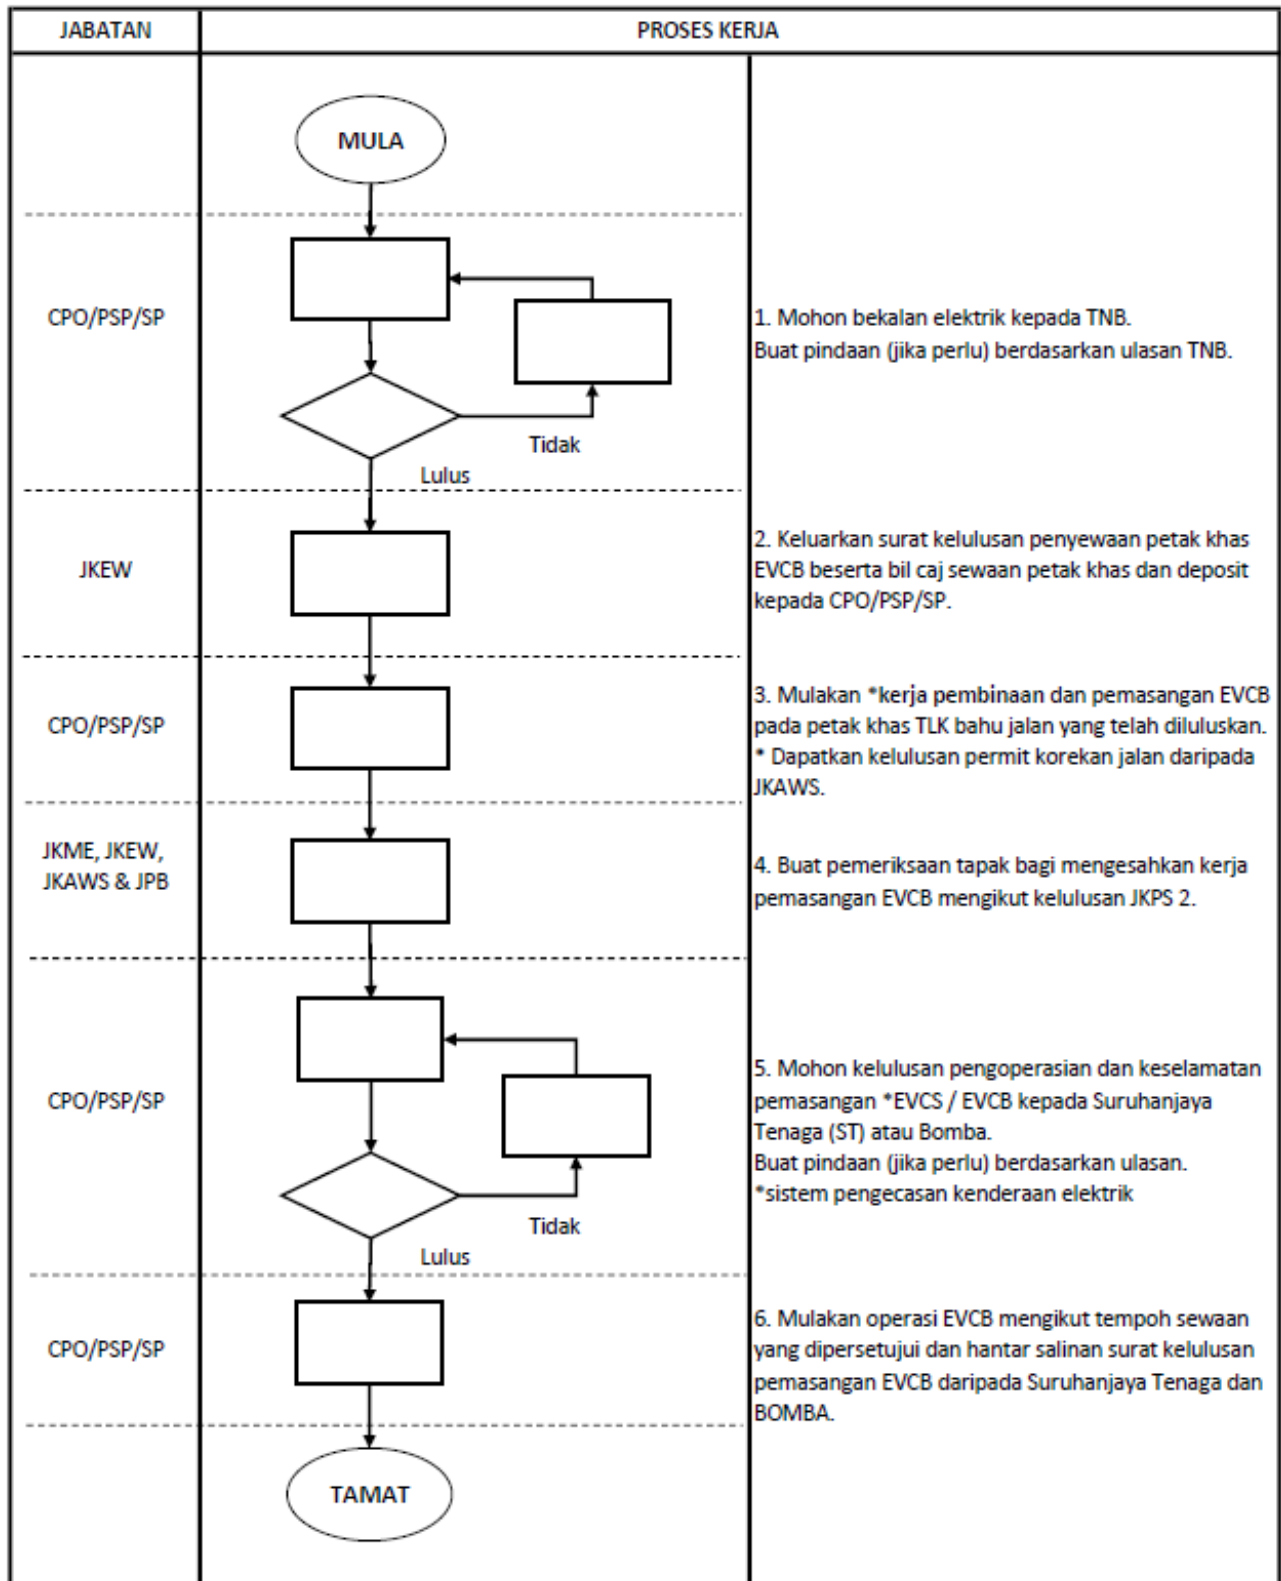 JABATAN
PROSES KERJA
MULA
CPO/PSP/SP
1. Mohon bekalan elektrik kepada TNB.
Buat pindaan (jika perlu) berdasarkan ulasan TNB.
Tidak
Lulus
JKEW
2. Keluarkan surat kelulusan penyewaan petak khas
EVCB beserta bil caj sewaan petak khas dan deposit
kepada CPO/PSP/SP.
CPO/PSP/SP
3. Mulakan *kerja pembinaan dan pemasangan EVCB
pada petak khas TLK bahu jalan yang telah diluluskan.
* Dapatkan kelulusan permit korekan jalan daripada
JKAWS.
JKME, JKEW,
JKAWS & JPB
4. Buat pemeriksaan tapak bagi mengesahkan kerja
pemasangan EVCB mengikut kelulusan JKPS 2.
CPO/PSP/SP
5. Mohon kelulusan pengoperasian dan keselamatan
pemasangan *EVCS / EVCB kepada Suruhanjaya
Tenaga (ST) atau Bomba.
Buat pindaan (jika perlu) berdasarkan ulasan.
*sistem pengecasan kenderaan elektrik
Tidak
Lulus
CPO/PSP/SP
6. Mulakan operasi EVCB mengikut tempoh sewaan
yang dipersetujui dan hantar salinan surat kelulusan
pemasangan EVCB daripada Suruhanjaya Tenaga dan
BOMBA.
TAMAT